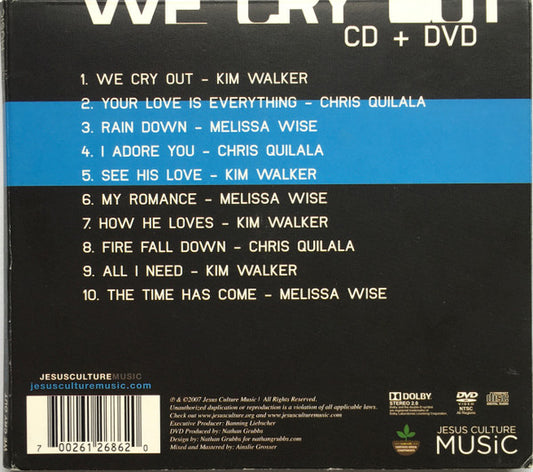 WE CRY OUT
CD + DVD
1. WE CRY OUT – KIM WALKER
2. YOUR LOVE IS EVERYTHING – CHRIS QUILALA
3. RAIN DOWN – MELISSA WISE
4. I ADORE YOU – CHRIS QUILALA
5. SEE HIS LOVE – KIM WALKER
6. MY ROMANCE – MELISSA WISE
7. HOW HE LOVES – KIM WALKER
8. FIRE FALL DOWN – CHRIS QUILALA
9. ALL I NEED – KIM WALKER
10. THE TIME HAS COME – MELISSA WISE
JESUSCULTUREMUSIC
jesusculturemusic.com
7 00261 26862 0
℗ & ©2007 Jesus Culture Music | All Rights Reserved.
Unauthorized duplication or reproduction is a violation of all applicable laws.
Check out www.jesusculture.org and www.jesusculturemusic.com
Executive Producer: Banning Liebscher
DVD Produced by: Nathan Grubbs
Design by: Nathan Grubbs for nathangrubbs.com
Mixed and Mastered by: Ainslie Grosser
DOLBY
STEREO 2.0
DVD
VIDEO
NTSC
All Regions
JESUS CULTURE
MUSiC
WE CRY OUT